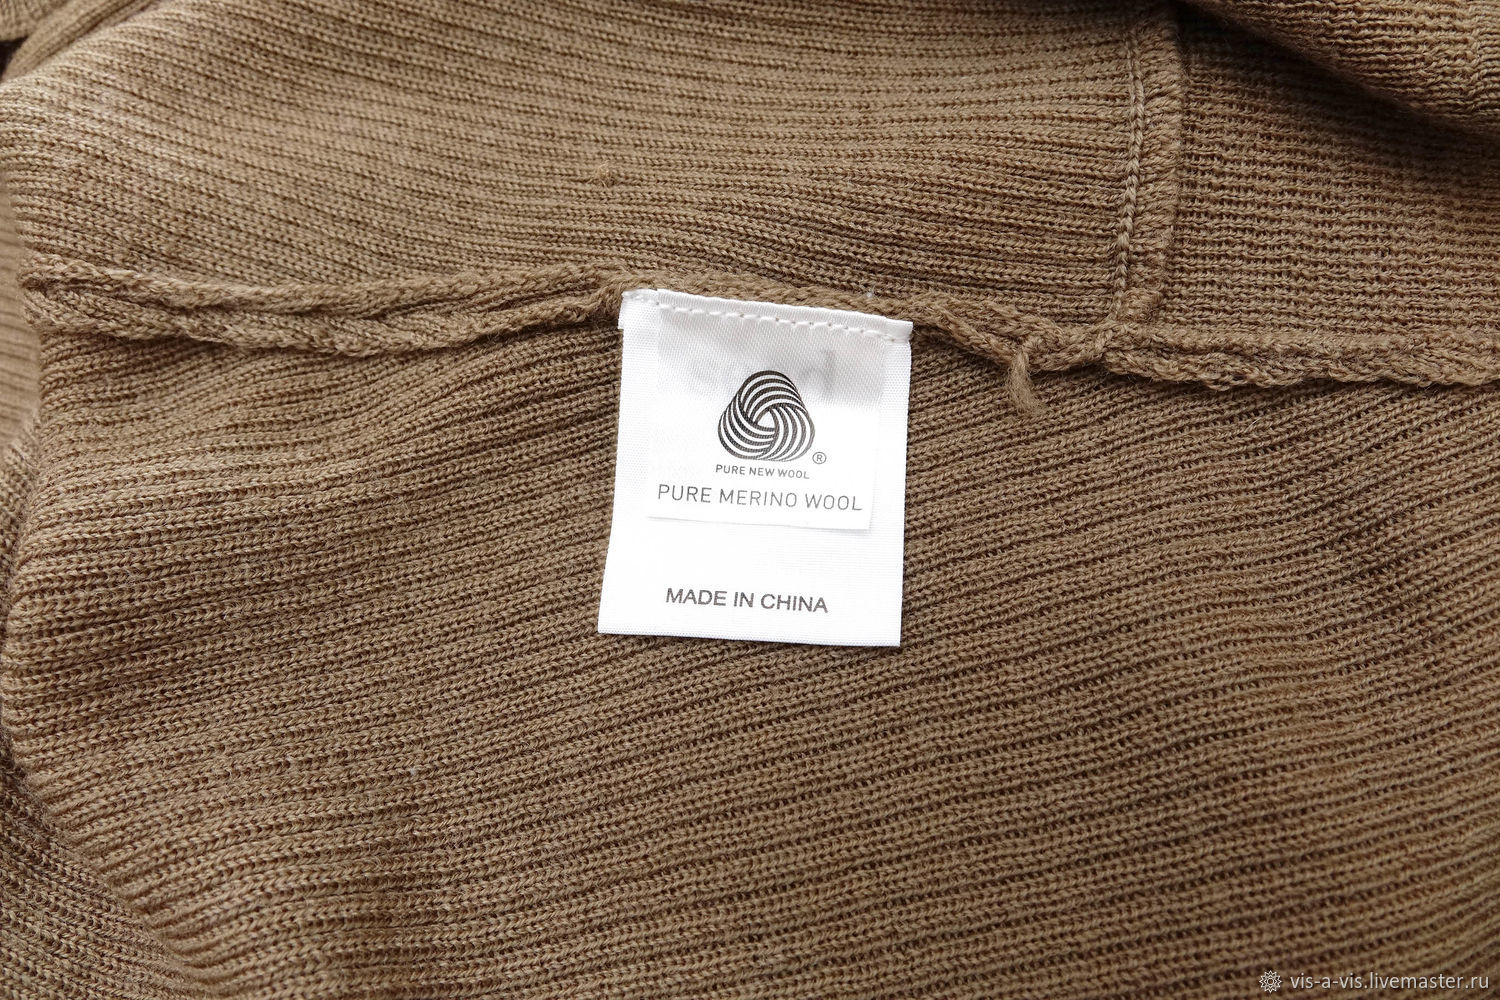 ®
PURE NEW WOOL
PURE MERINO WOOL
MADE IN CHINA
vis-a-vis.livemaster.ru